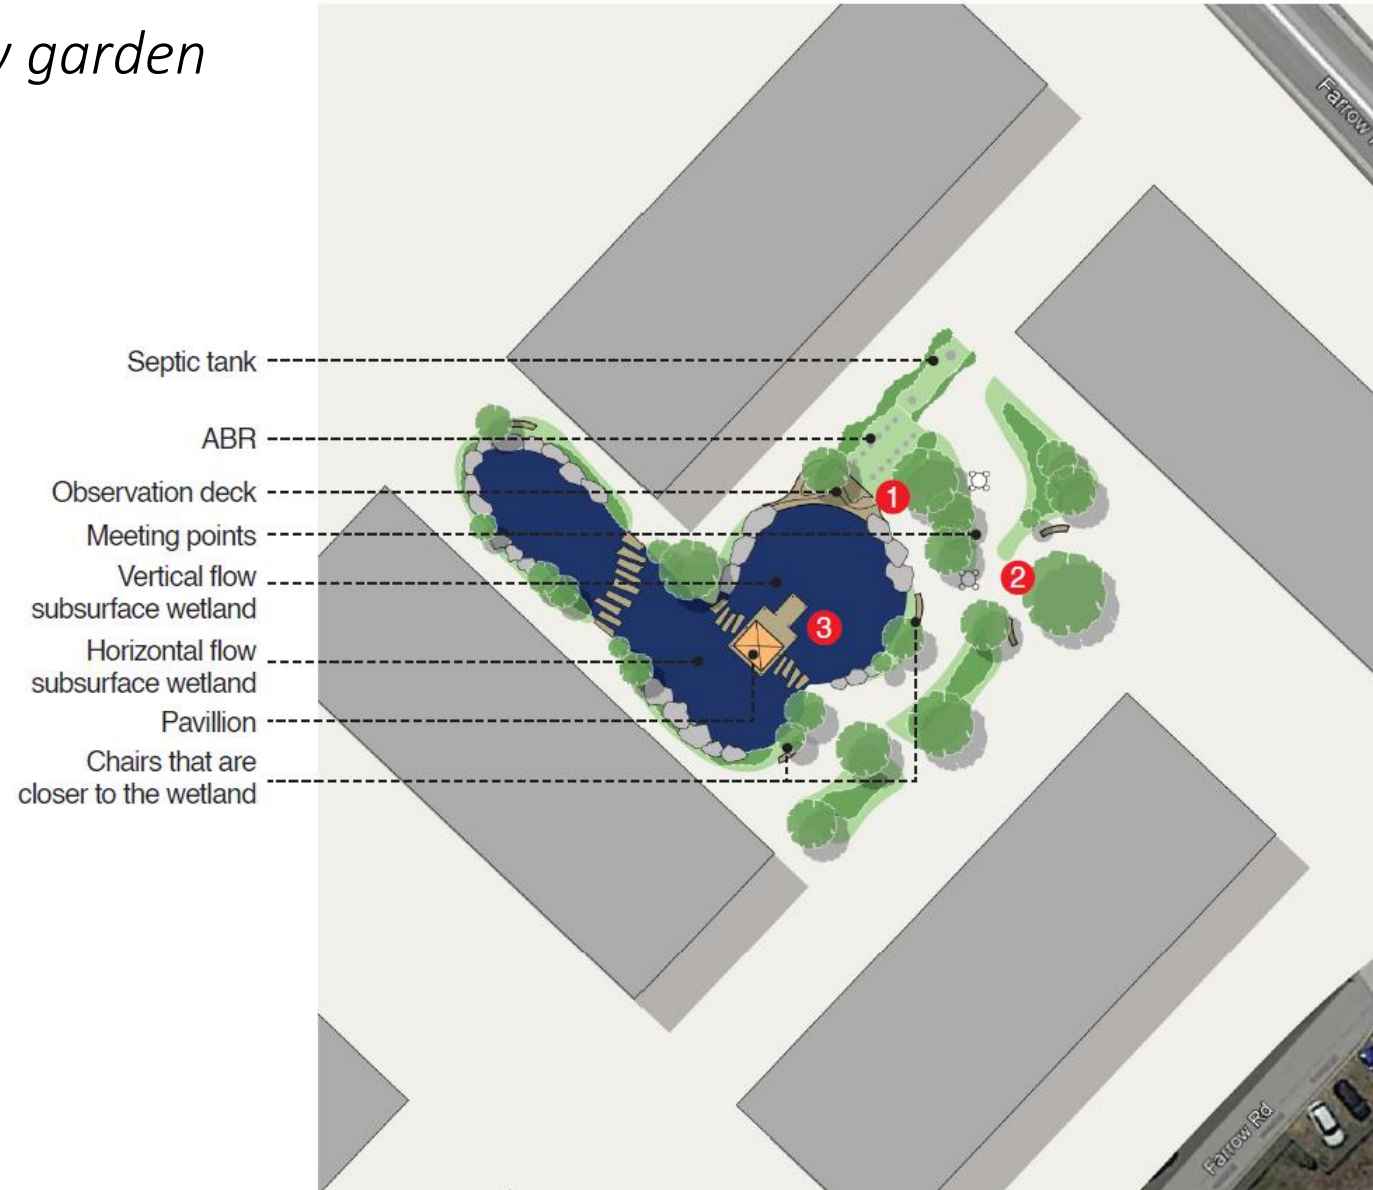 garden
Farrow
Septic tank
ABR
Observation deck
Meeting points
Vertical flow
subsurface wetland
Horizontal flow
subsurface wetland
Pavillion
Chairs that are
closer to the wetland
1
2
3
Farrow Rd